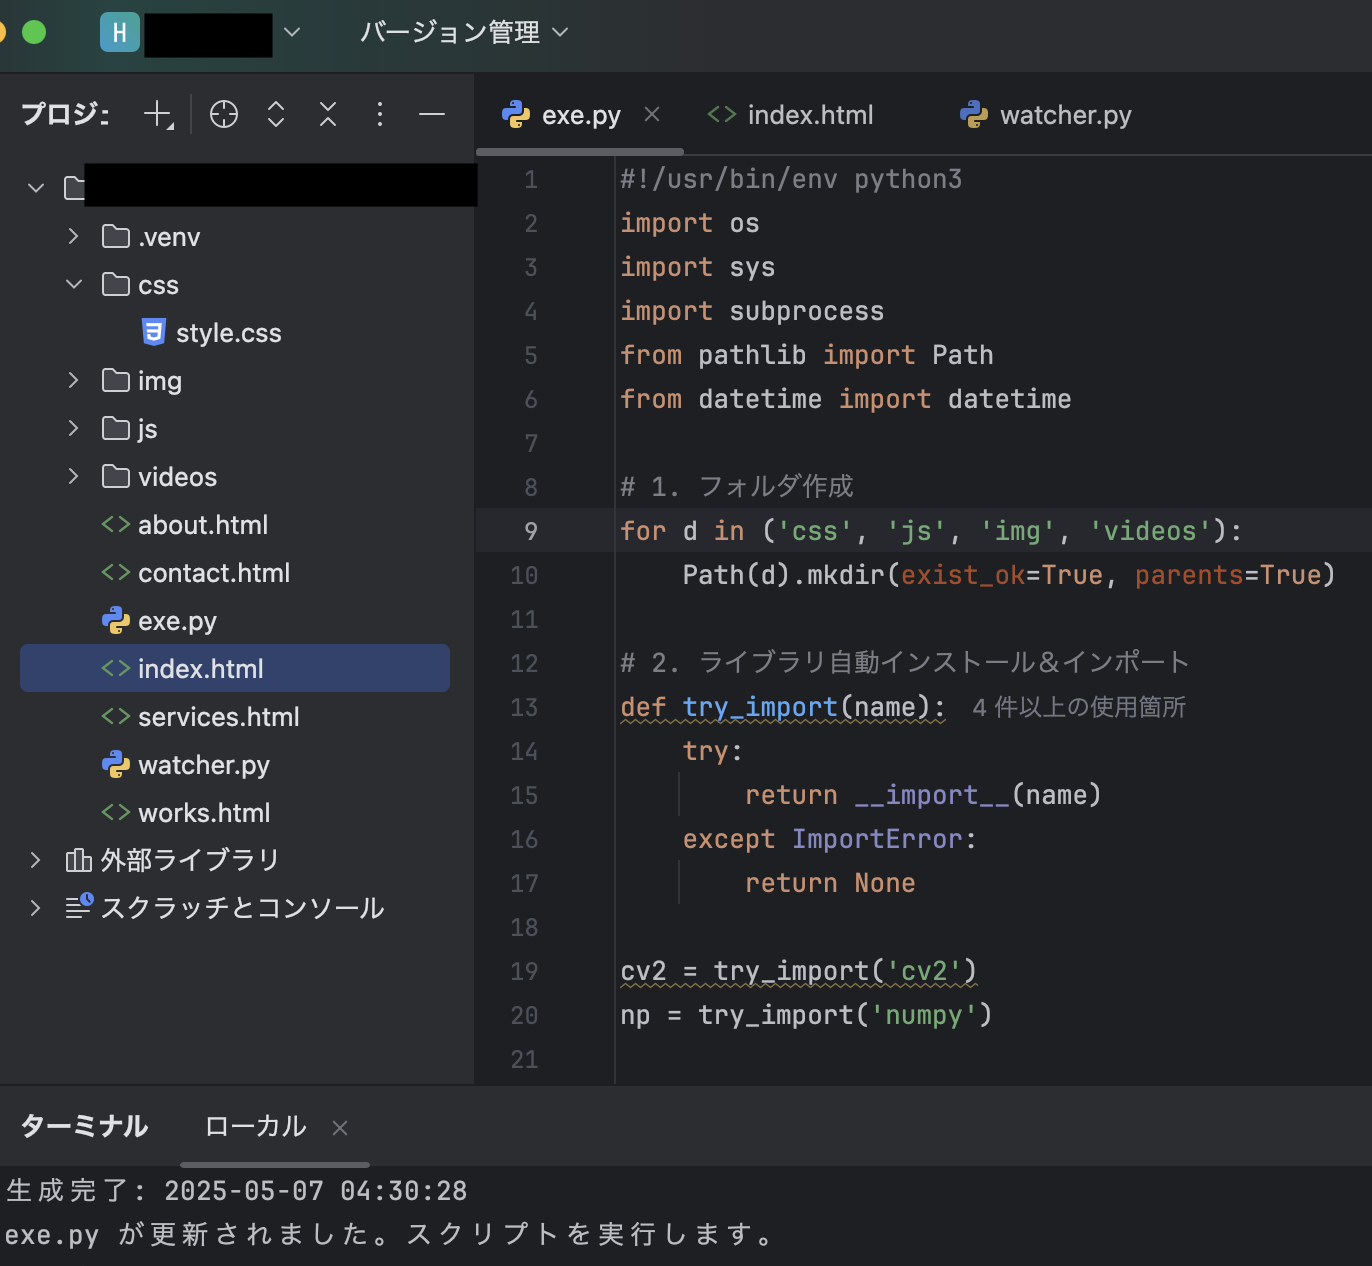 H
バージョン管理
プロジ:
exe.py
index.html
watcher.py
.venv
css
style.css
img
js
videos
about.html
contact.html
exe.py
index.html
services.html
watcher.py
works.html
外部ライブラリ
スクラッチとコンソール
1 #!/usr/bin/env python3
2 import os
3 import sys
4 import subprocess
5 from pathlib import Path
6 from datetime import datetime
7
8 # 1. フォルダ作成
9 for d in ('css', 'js', 'img', 'videos'):
10 Path(d).mkdir(exist_ok=True, parents=True)
11
12 # 2. ライブラリ自動インストール＆インポート
13 def try_import(name): 4 件以上の使用箇所
14 try:
15 return __import__(name)
16 except ImportError:
17 return None
18
19 cv2 = try_import('cv2')
20 np = try_import('numpy')
21
ターミナル
ローカル
生成完了: 2025-05-07 04:30:28
exe.py が更新されました。スクリプトを実行します。